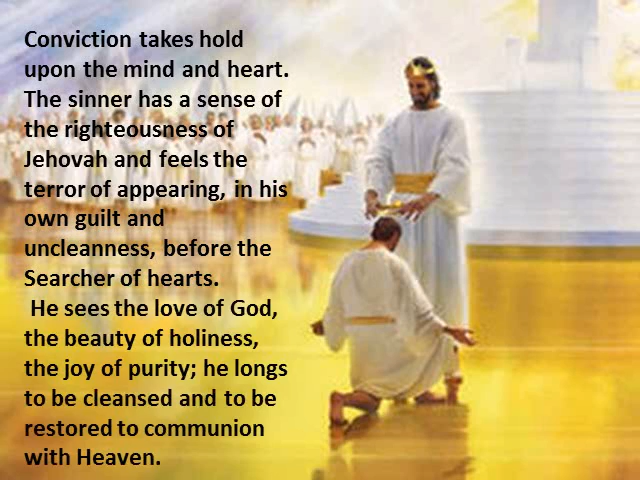 Conviction takes hold
upon the mind and heart.
The sinner has a sense of
the righteousness of
Jehovah and feels the
terror of appearing, in his
own guilt and
uncleanness, before the
Searcher of hearts.
He sees the love of God,
the beauty of holiness,
the joy of purity; he longs
to be cleansed and to be
restored to communion
with Heaven.